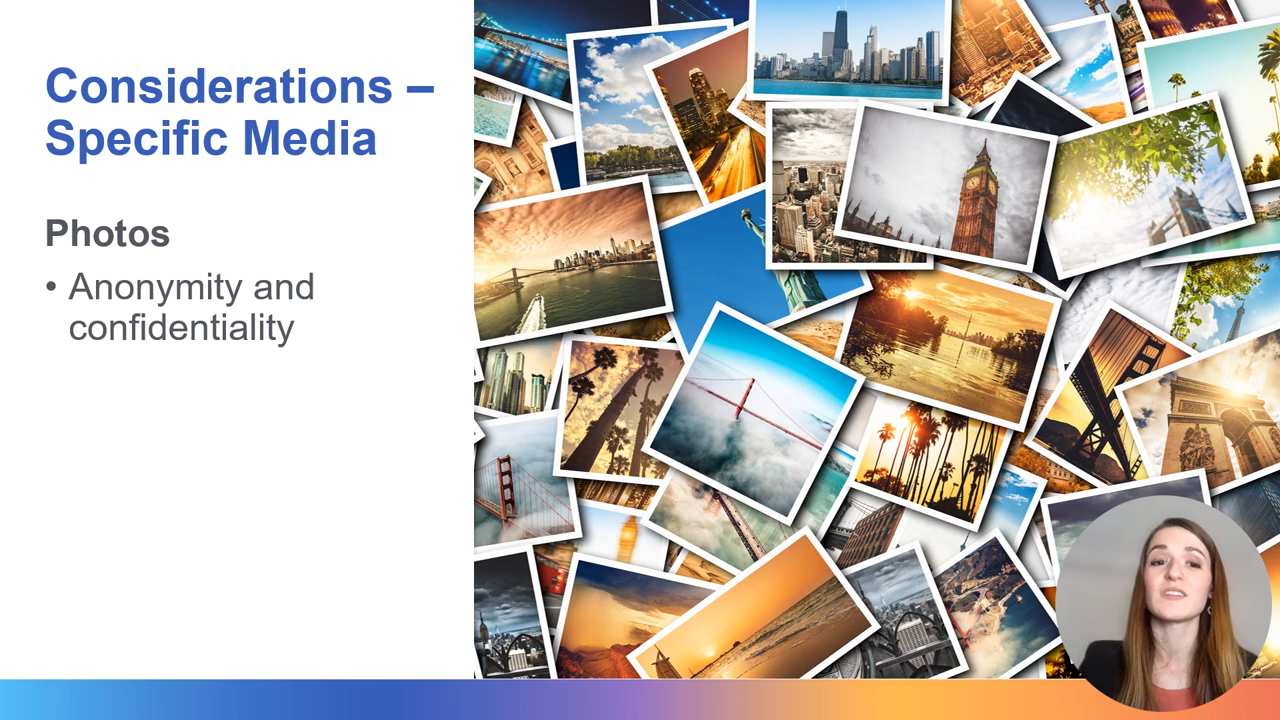 Considerations –
Specific Media
Photos
• Anonymity and
confidentiality